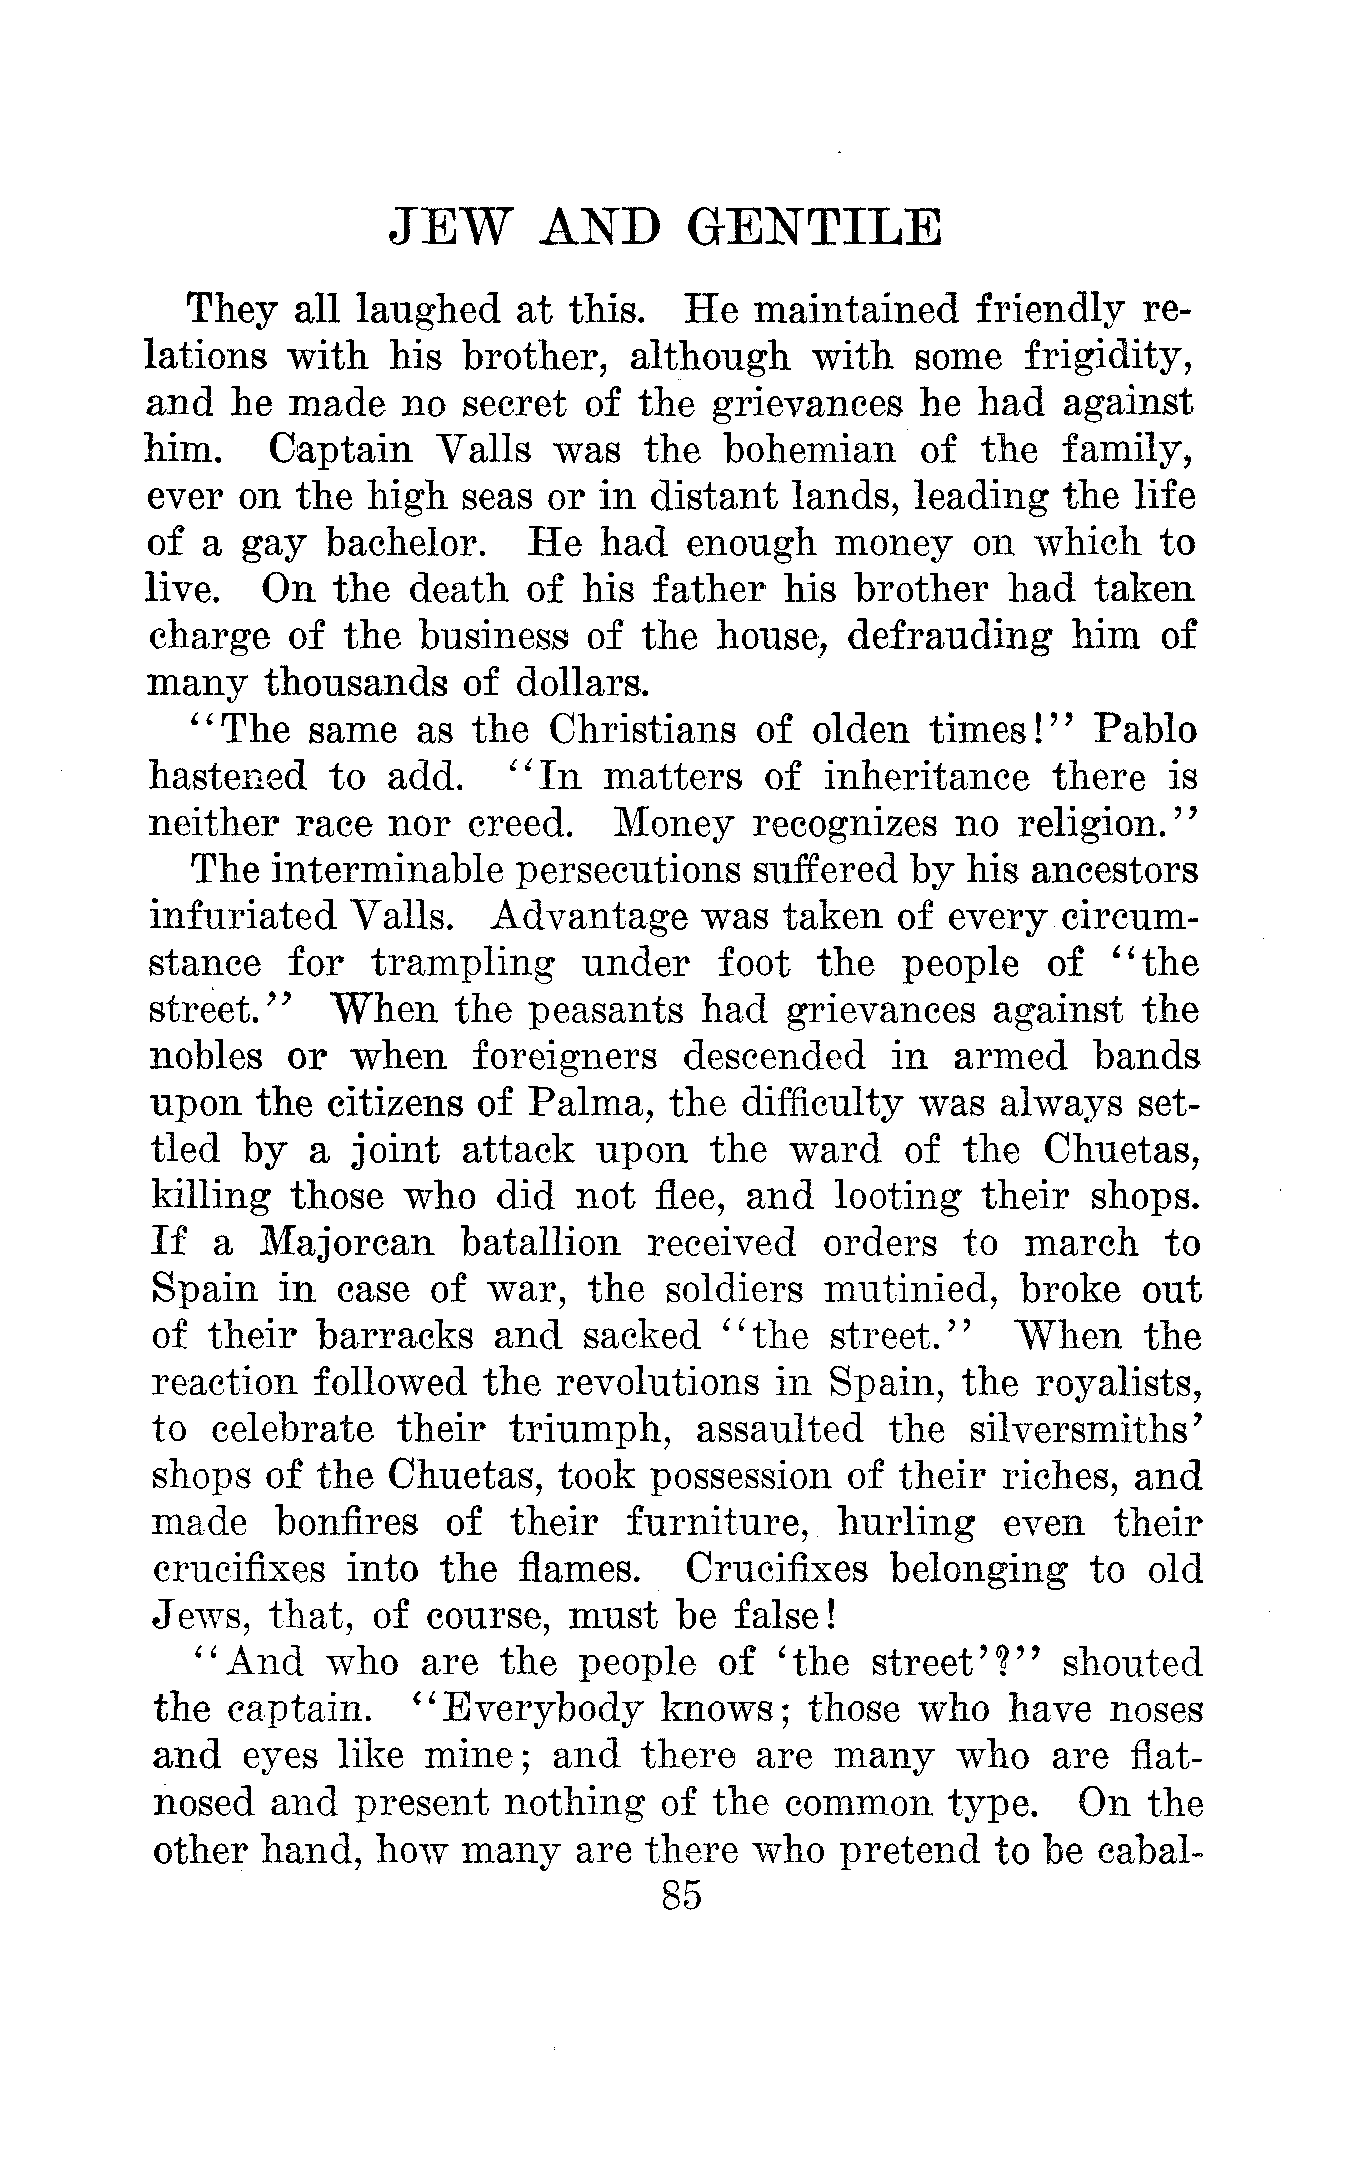 JEW AND GENTILE
They all laughed at this. He maintained friendly re-
lations with his brother, although with some frigidity,
and he made no secret of the grievances he had against
him. Captain Valls was the bohemian of the family,
ever on the high seas or in distant lands, leading the life
of a gay bachelor. He had enough money on which to
live. On the death of his father his brother had taken
charge of the business of the house, defrauding him of
many thousands of dollars.
"The same as the Christians of olden times!" Pablo
hastened to add. "In matters of inheritance there is
neither race nor creed. Money recognizes no religion."
The interminable persecutions suffered by his ancestors
infuriated Valls. Advantage was taken of every circum-
stance for trampling under foot the people of "the
street." When the peasants had grievances against the
nobles or when foreigners descended in armed bands
upon the citizens of Palma, the difficulty was always set-
tled by a joint attack upon the ward of the Chuetas,
killing those who did not flee, and looting their shops.
If a Majorcan batallion received orders to march to
Spain in case of war, the soldiers mutinied, broke out
of their barracks and sacked "the street." When the
reaction followed the revolutions in Spain, the royalists,
to celebrate their triumph, assaulted the silversmiths'
shops of the Chuetas, took possession of their riches, and
made bonfires of their furniture, hurling even their
crucifixes into the flames. Crucifixes belonging to old
Jews, that, of course, must be false!
"And who are the people of 'the street'?" shouted
the captain. "Everybody knows; those who have noses
and eyes like mine; and there are many who are flat-
nosed and present nothing of the common type. On the
other hand, how many are there who pretend to be cabal-
85